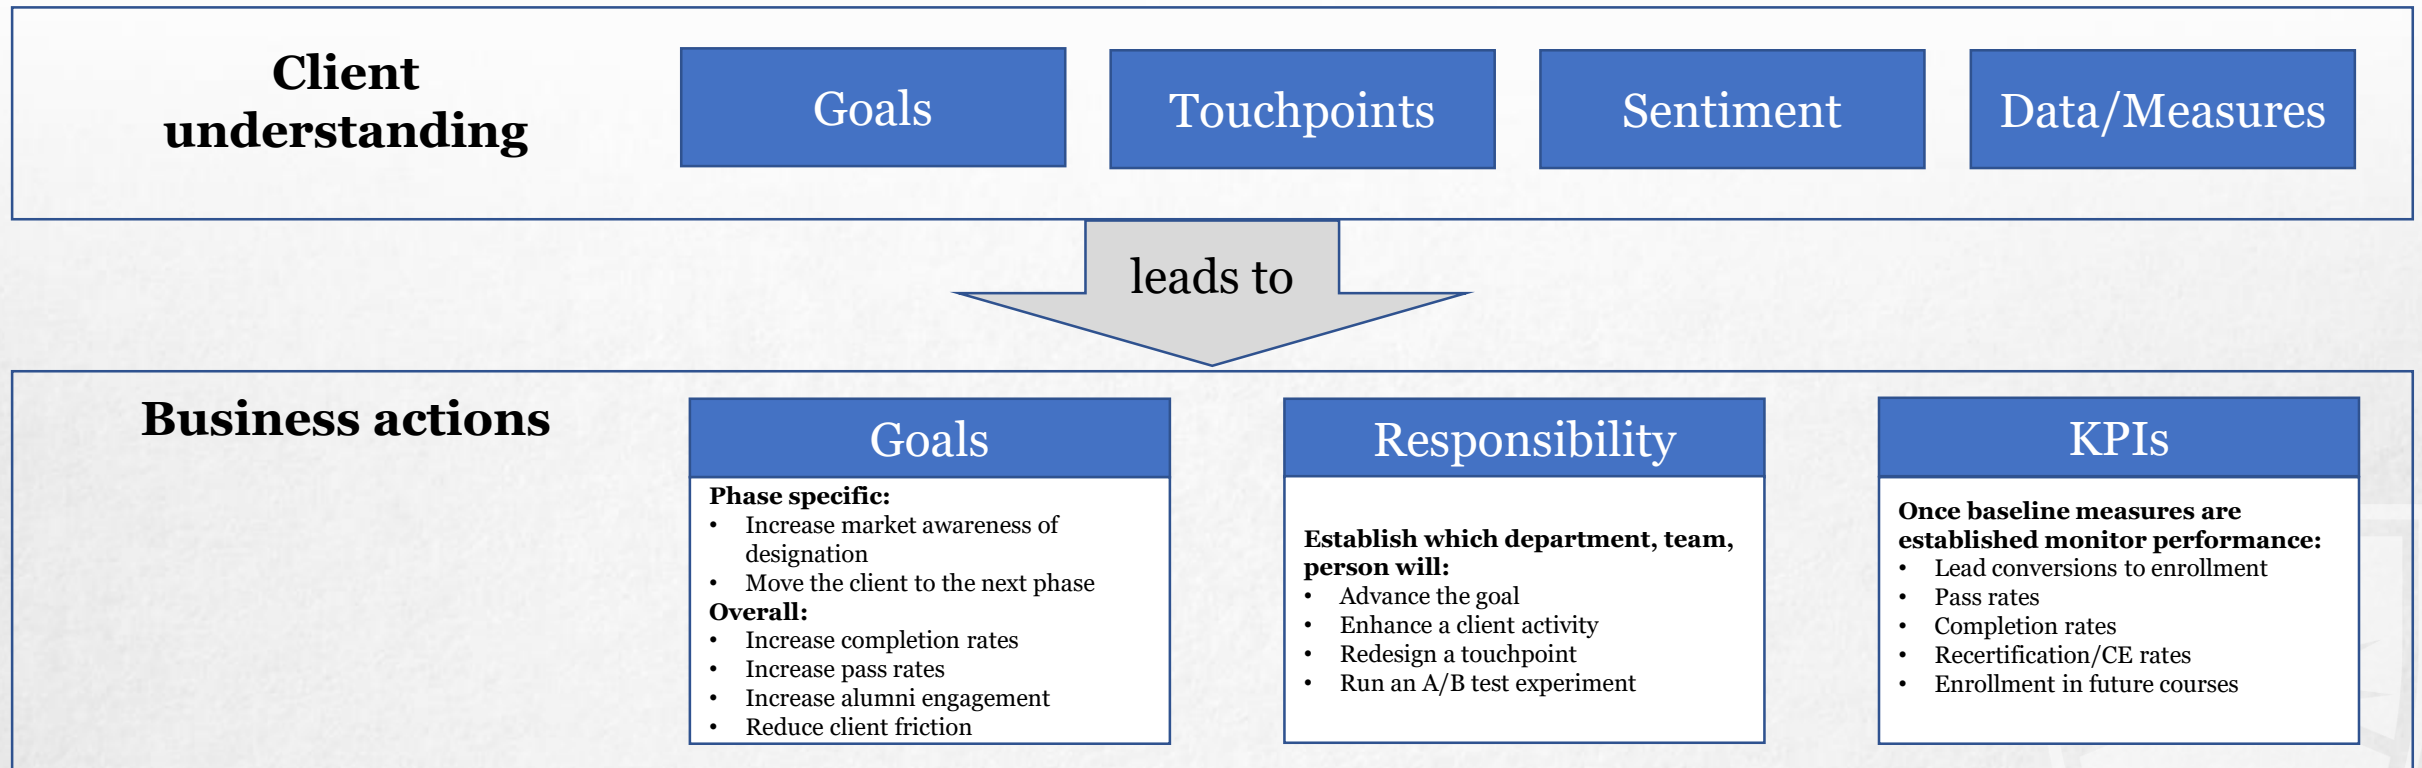 Client
understanding
Goals
Touchpoints
Sentiment
Data/Measures
leads to
Business actions
Goals
Phase specific:
• Increase market awareness of
designation
• Move the client to the next phase
Overall:
• Increase completion rates
• Increase pass rates
• Increase alumni engagement
• Reduce client friction
Responsibility
Establish which department, team,
person will:
• Advance the goal
• Enhance a client activity
• Redesign a touchpoint
• Run an A/B test experiment
KPIs
Once baseline measures are
established monitor performance:
• Lead conversions to enrollment
• Pass rates
• Completion rates
• Recertification/CE rates
• Enrollment in future courses